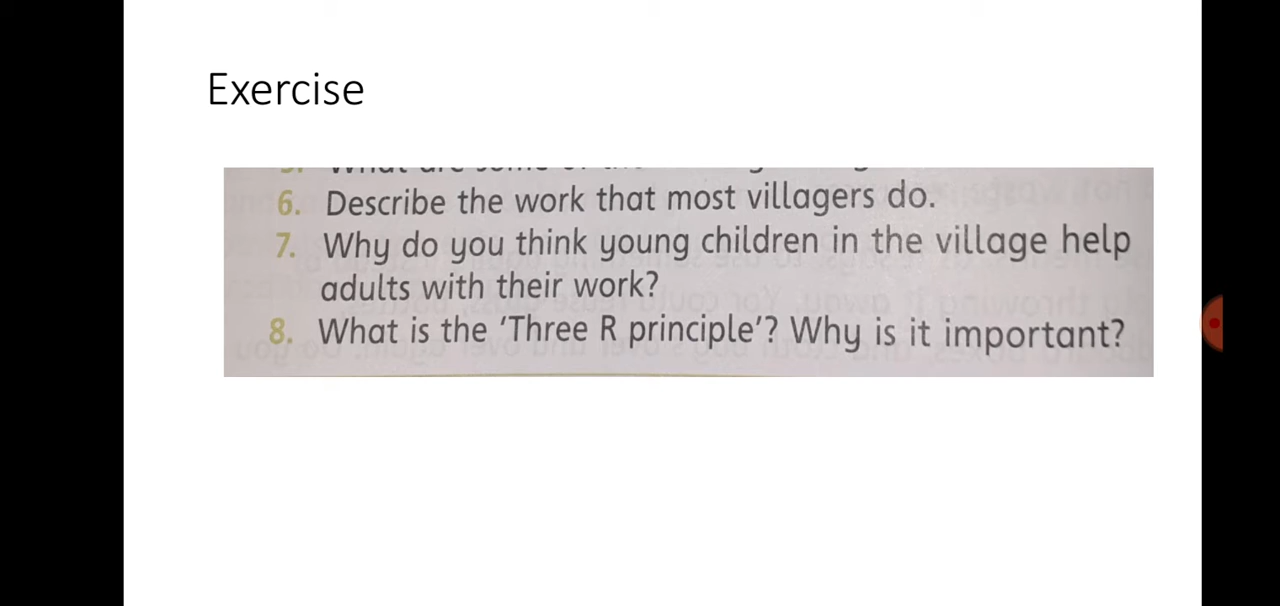 Exercise
6. Describe the work that most villagers do.
7. Why do you think young children in the village help
adults with their work?
8. What is the 'Three R principle'? Why is it important?